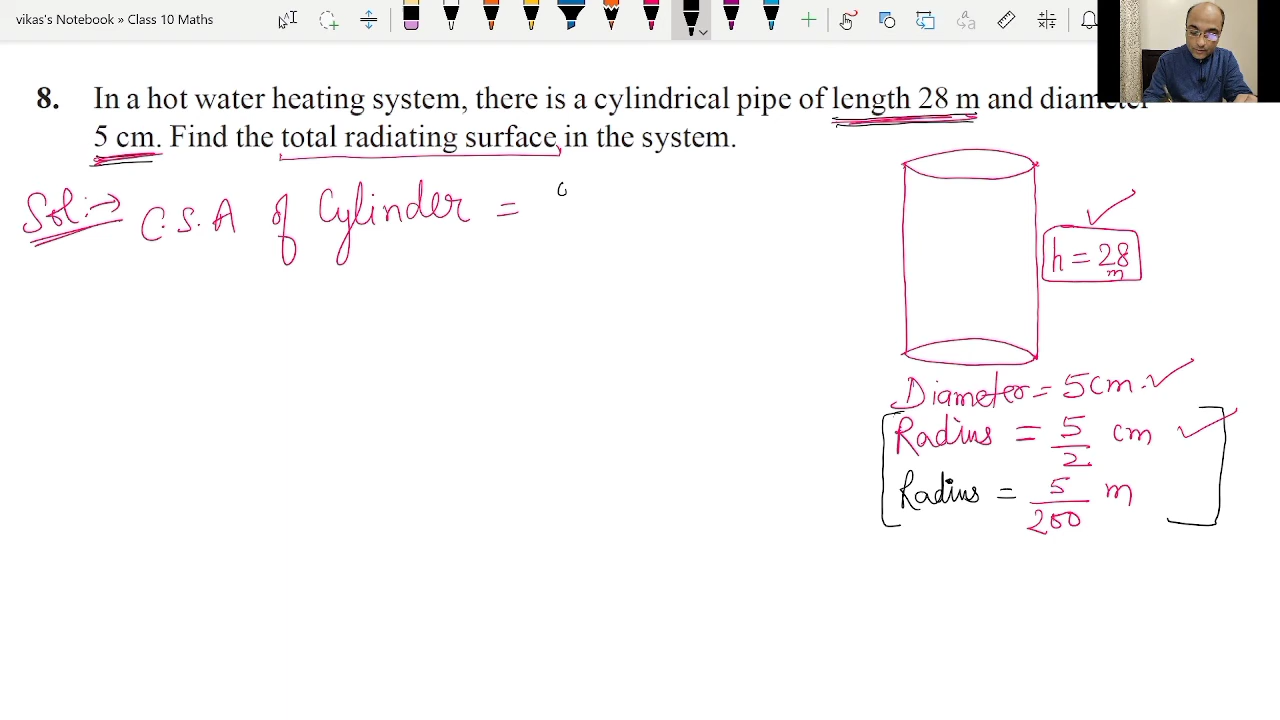 vikas's Notebook » Class 10 Maths
8. In a hot water heating system, there is a cylindrical pipe of length 28 m and diameter
5 cm. Find the total radiating surface in the system.
Sol:→ C.S.A of Cylinder =
h = 28 m
Diameter = 5cm.
Radius = 5/2 cm
Radius = 5/200 m